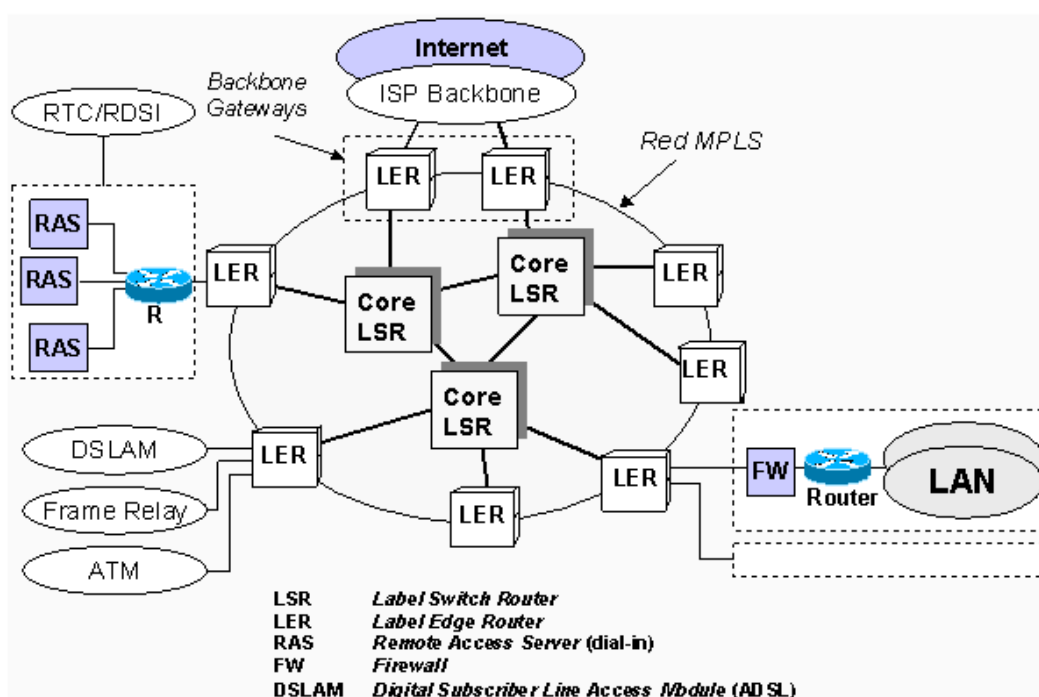 Internet
ISP Backbone
Backbone
Gateways
RTC/RDSI
Red MPLS
LER
LER
RAS
RAS
RAS
R
LER
Core
LSR
Core
LSR
LER
LER
Core
LSR
DSLAM
Frame Relay
ATM
LER
LER
LER
FW
Router
LAN
LSR Label Switch Router
LER Label Edge Router
RAS Remote Access Server (dial-in)
FW Firewall
DSLAM Digital Subscriber Line Access Module (ADSL)